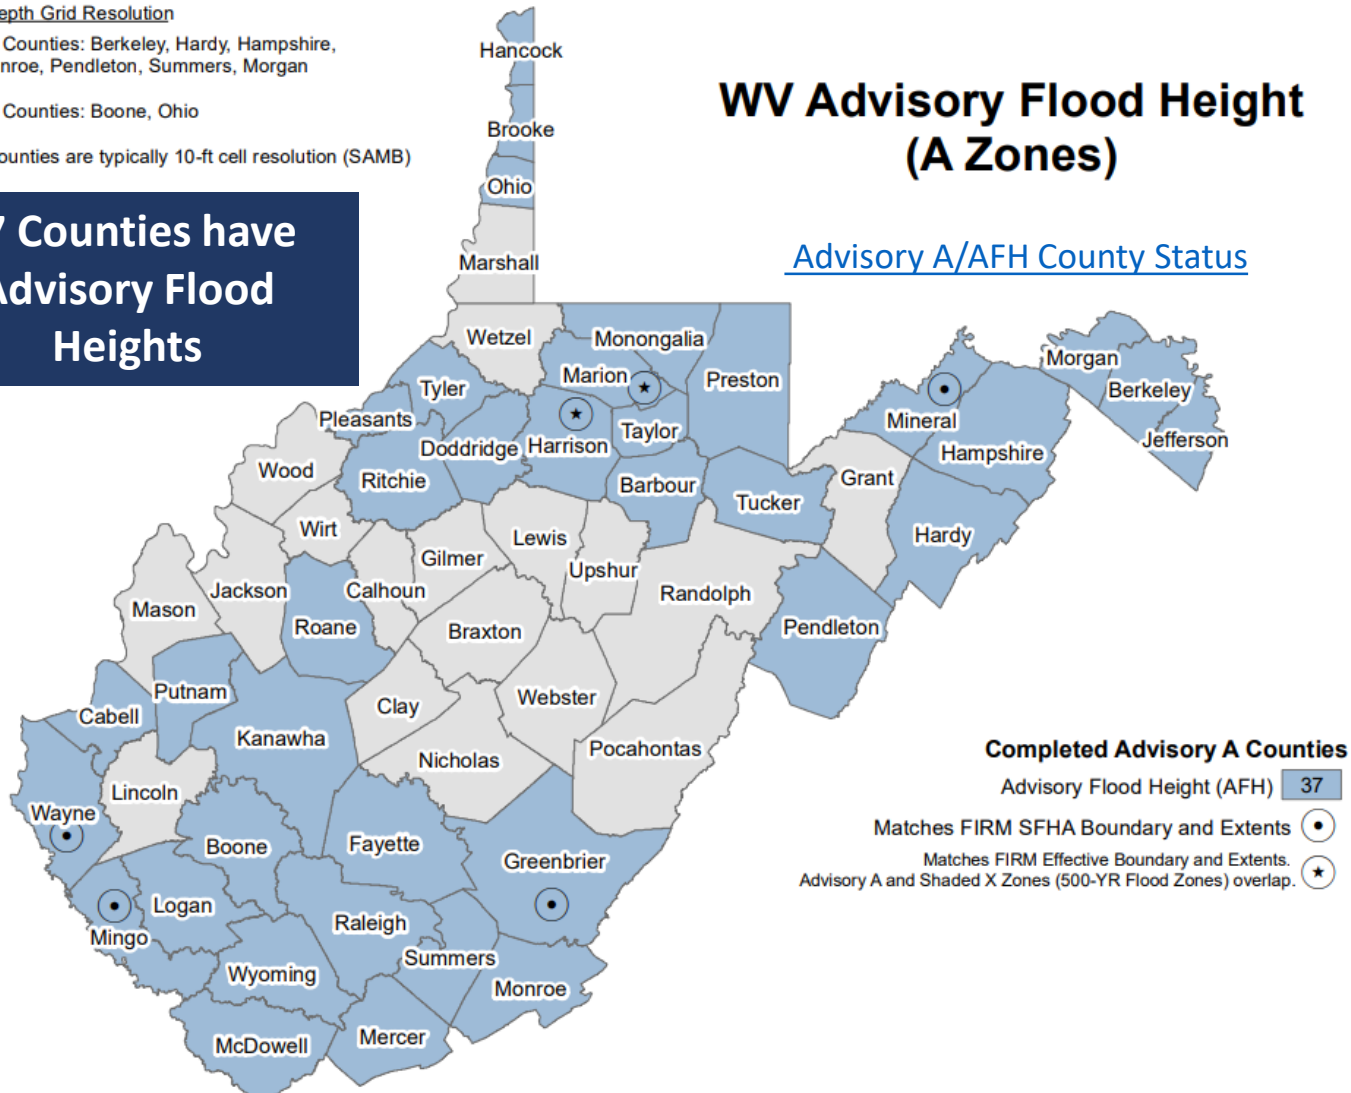 epth Grid Resolution
Counties: Berkeley, Hardy, Hampshire,
nroe, Pendleton, Summers, Morgan
Counties: Boone, Ohio
ounties are typically 10-ft cell resolution (SAMB)
7 Counties have
Advisory Flood
Heights
WV Advisory Flood Height
(A Zones)
Advisory A/AFH County Status
Hancock
Brooke
Ohio
Marshall
Wetzel
Monongalia
Marion
Preston
Tyler
Pleasants
Doddridge
Harrison
Taylor
Morgan
Berkeley
Mineral
Jefferson
Hampshire
Wood
Ritchie
Barbour
Grant
Tucker
Wirt
Lewis
Hardy
Gilmer
Upshur
Jackson
Calhoun
Randolph
Mason
Roane
Braxton
Pendleton
Putnam
Webster
Clay
Cabell
Kanawha
Pocahontas
Nicholas
Lincoln
Wayne
Boone
Fayette
Greenbrier
Logan
Raleigh
Mingo
Summers
Wyoming
Monroe
McDowell
Mercer
Completed Advisory A Counties
Advisory Flood Height (AFH) 37
Matches FIRM SFHA Boundary and Extents
Matches FIRM Effective Boundary and Extents.
Advisory A and Shaded X Zones (500-YR Flood Zones) overlap.